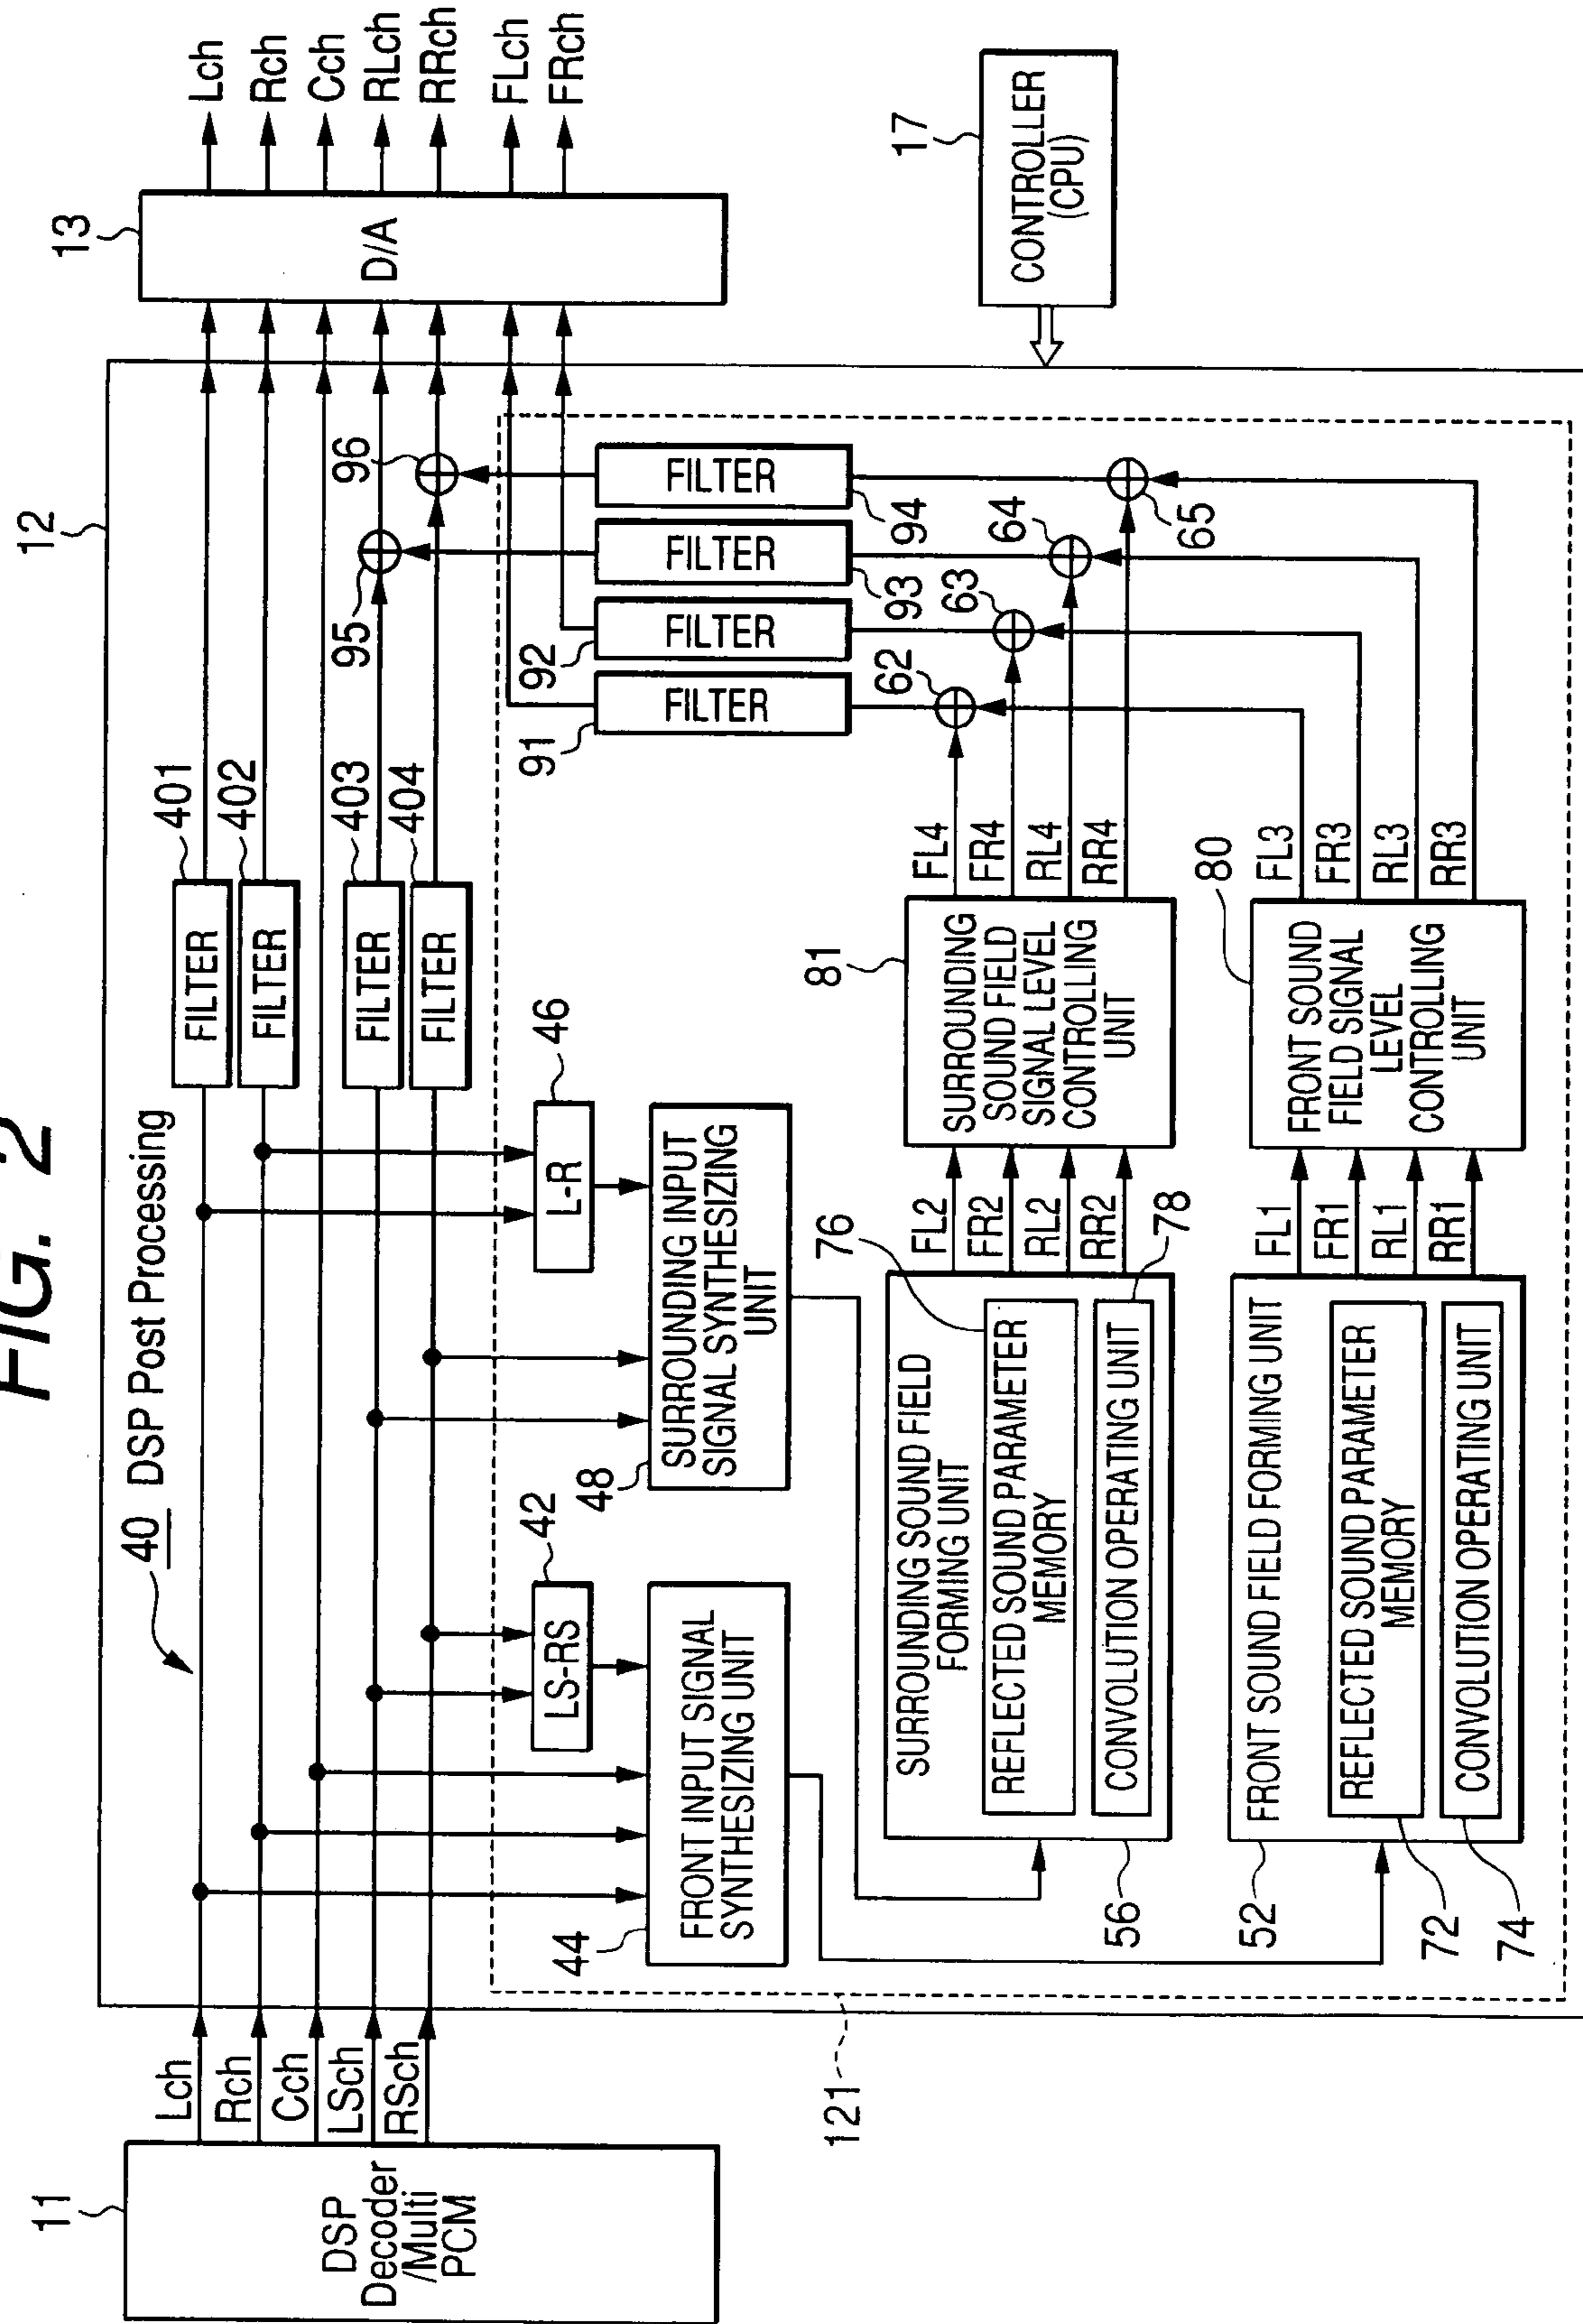 FIG. 2
12
40 DSP Post Processing
11
DSP
Decoder
/Multi
PCM
Lch
Rch
Cch
LSch
RSch
FILTER
401
FILTER
402
FILTER
403
FILTER
404
95
96
13
D/A
Lch
Rch
Cch
RLch
RRch
FLch
FRch
17
CONTROLLER
(CPU)
121
LS-RS
42
44
FRONT INPUT SIGNAL
SYNTHESIZING UNIT
L-R
46
48
SURROUNDING INPUT
SIGNAL SYNTHESIZING
UNIT
91
FILTER
92
FILTER
FILTER
93
FILTER
94
62
63
64
65
SURROUNDING SOUND FIELD
FORMING UNIT
76
REFLECTED SOUND PARAMETER
MEMORY
CONVOLUTION OPERATING UNIT
78
56
FL2
FR2
RL2
RR2
81
SURROUNDING
SOUND FIELD
SIGNAL LEVEL
CONTROLLING
UNIT
FL4
FR4
RL4
RR4
52
FRONT SOUND FIELD FORMING UNIT
REFLECTED SOUND PARAMETER
MEMORY
72
CONVOLUTION OPERATING UNIT
74
FL1
FR1
RL1
RR1
80
FRONT SOUND
FIELD SIGNAL
LEVEL
CONTROLLING
UNIT
FL3
FR3
RL3
RR3